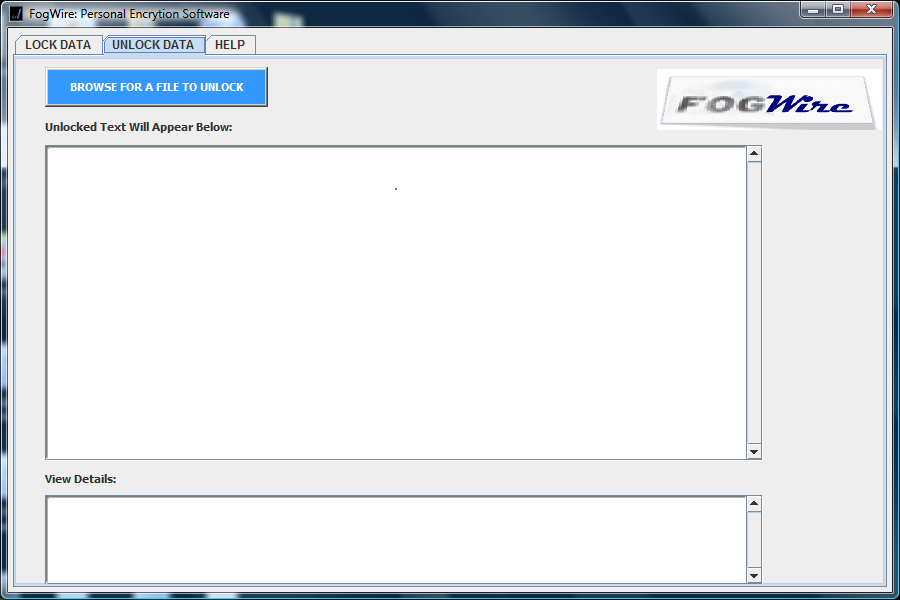 FogWire: Personal Encrytion Software
LOCK DATA UNLOCK DATA HELP
BROWSE FOR A FILE TO UNLOCK
FOGWire
Unlocked Text Will Appear Below:
View Details: